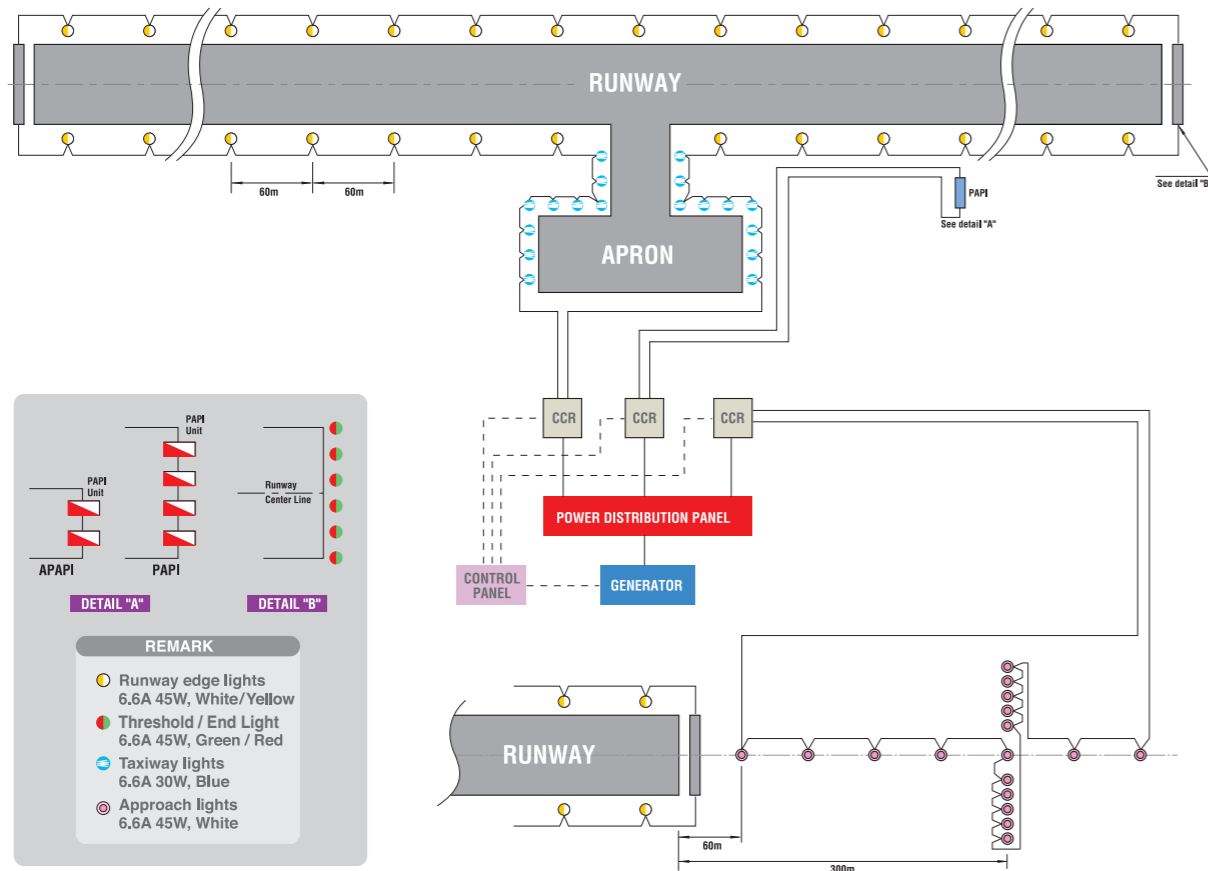 RUNWAY
60m
60m
See detail "B"
PAPI
See detail "A"
APRON
CCR
CCR
CCR
POWER DISTRIBUTION PANEL
CONTROL
PANEL
GENERATOR
PAPI
Unit
PAPI
Unit
Runway
Center Line
APAPI
PAPI
DETAIL "A"
DETAIL "B"
REMARK
Runway edge lights
6.6A 45W, White/Yellow
Threshold / End Light
6.6A 45W, Green / Red
Taxiway lights
6.6A 30W, Blue
Approach lights
6.6A 45W, White
RUNWAY
60m
300m